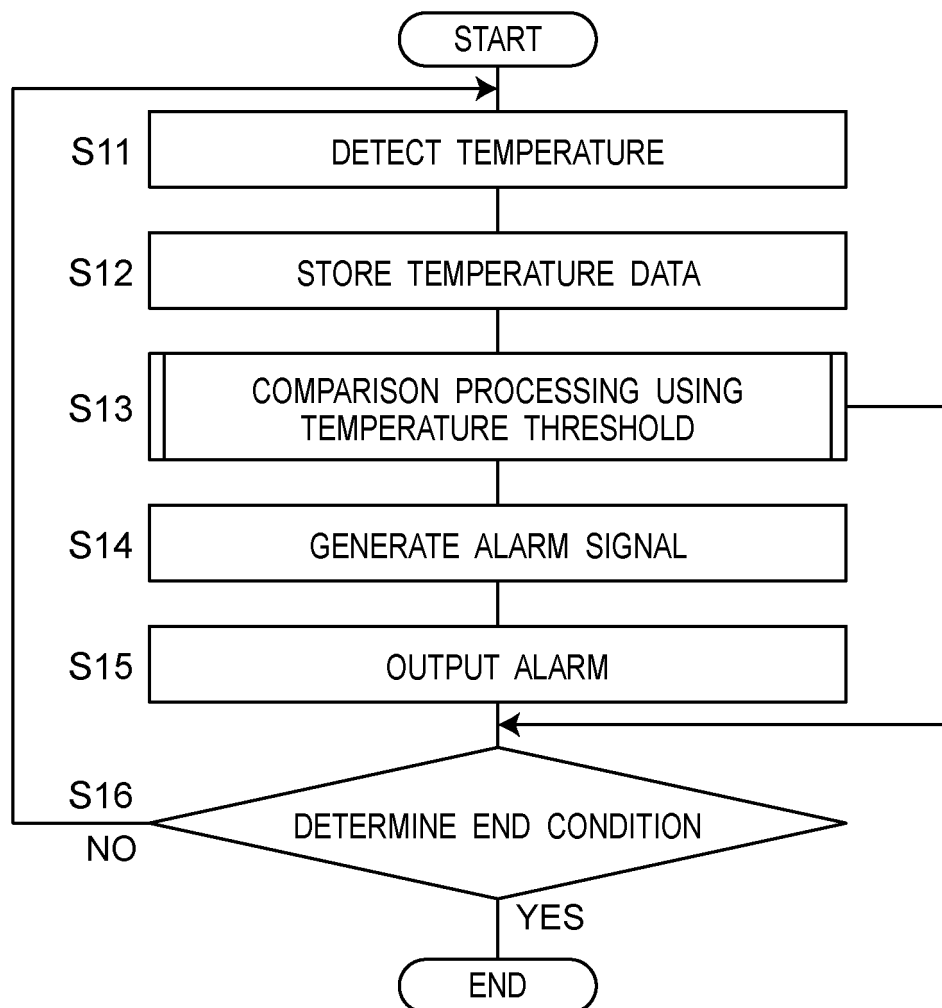 START
S11
DETECT TEMPERATURE
S12
STORE TEMPERATURE DATA
S13
COMPARISON PROCESSING USING
TEMPERATURE THRESHOLD
S14
GENERATE ALARM SIGNAL
S15
OUTPUT ALARM
S16
DETERMINE END CONDITION
NO
YES
END